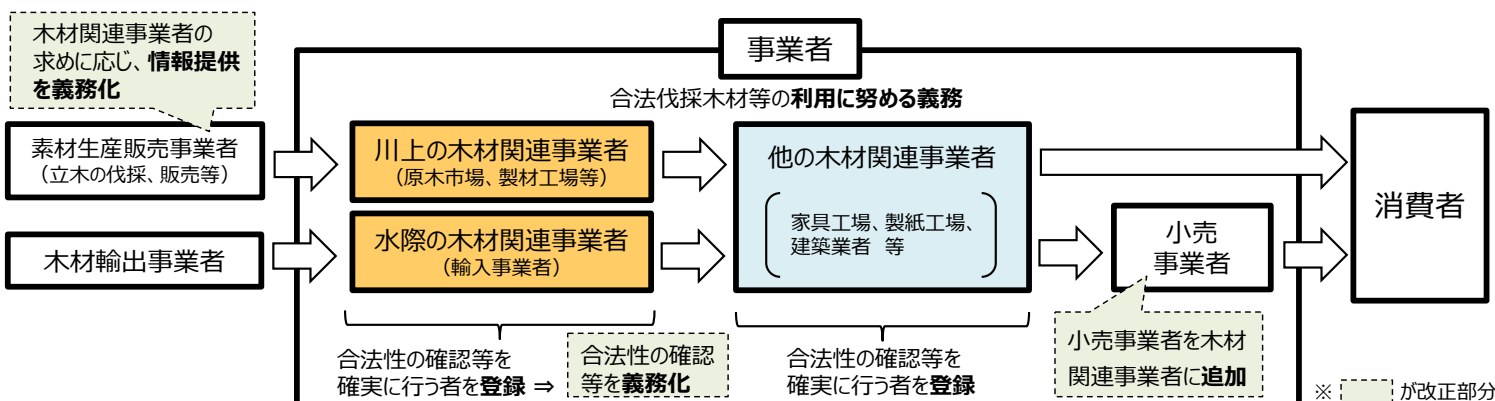 木材関連事業者の
求めに応じ、情報提供
を義務化
事業者
合法伐採木材等の利用に努める義務
素材生産販売事業者
（立木の伐採、販売等）
川上の木材関連事業者
（原木市場、製材工場等）
他の木材関連事業者
家具工場、製紙工場、
建築業者 等
消費者
木材輸出事業者
水際の木材関連事業者
（輸入事業者）
小売
事業者
合法性の確認等を
確実に行う者を登録 ⇒
合法性の確認
等を義務化
合法性の確認等を
確実に行う者を登録
小売事業者を木材
関連事業者に追加
※ が改正部分